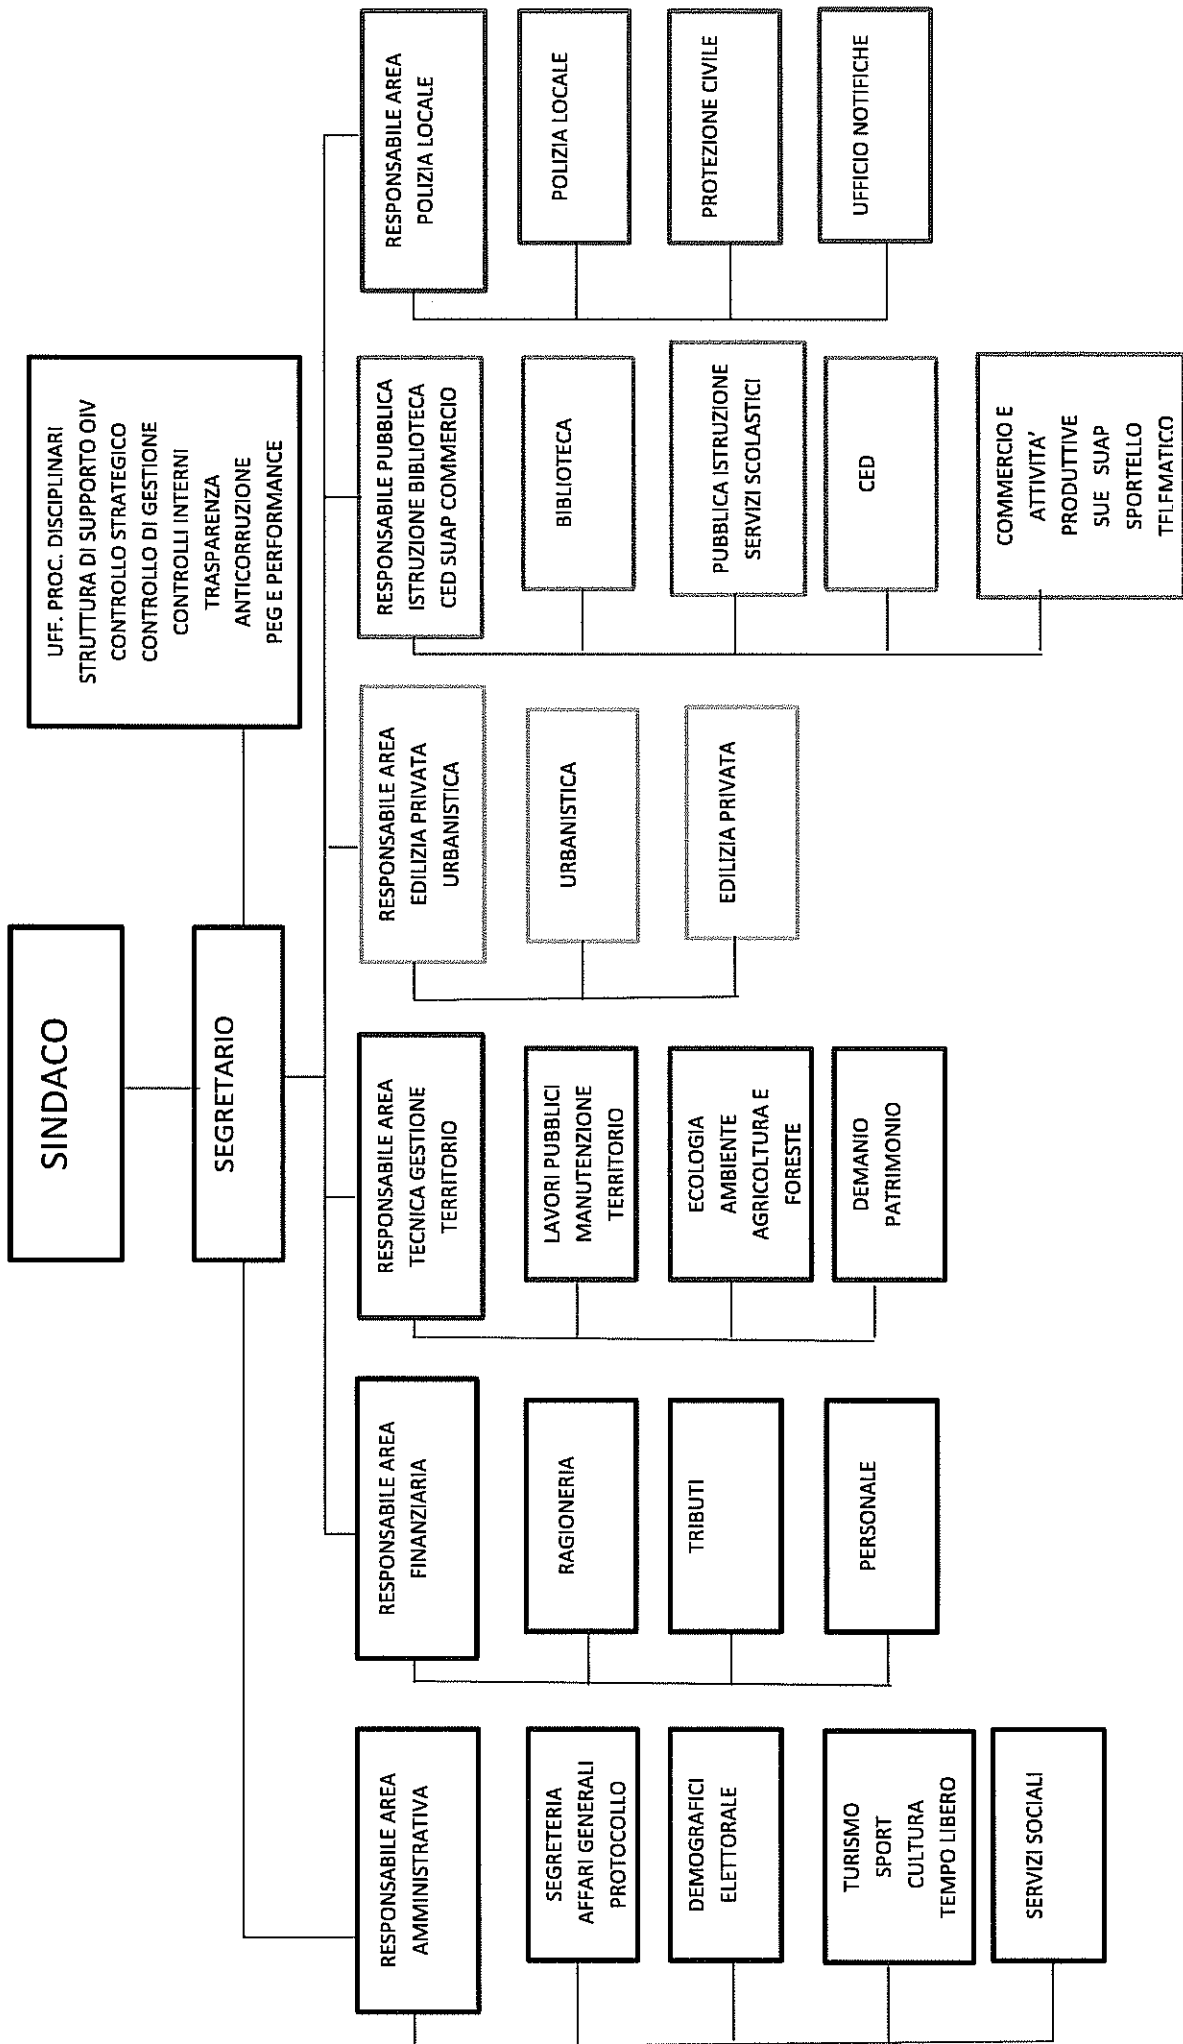 SINDACO
SEGRETARIO
UFF. PROC. DISCIPLINARI
STRUTTURA DI SUPPORTO OIV
CONTROLLO STRATEGICO
CONTROLLO DI GESTIONE
CONTROLLI INTERNI
TRASPARENZA
ANTICORRUZIONE
PEG E PERFORMANCE
RESPONSABILE AREA
AMMINISTRATIVA
SEGRETERIA
AFFARI GENERALI
PROTOCOLLO
DEMOGRAFICI
ELETTORALE
TURISMO
SPORT
CULTURA
TEMPO LIBERO
SERVIZI SOCIALI
RESPONSABILE AREA
FINANZIARIA
RAGIONERIA
TRIBUTI
PERSONALE
RESPONSABILE AREA
TECNICA GESTIONE
TERRITORIO
LAVORI PUBBLICI
MANUTENZIONE
TERRITORIO
ECOLOGIA
AMBIENTE
AGRICOLTURA E
FORESTE
DEMANIO
PATRIMONIO
RESPONSABILE AREA
EDILIZIA PRIVATA
URBANISTICA
URBANISTICA
EDILIZIA PRIVATA
RESPONSABILE PUBBLICA
ISTRUZIONE BIBLIOTECA
CED SUAP COMMERCIO
BIBLIOTECA
PUBBLICA ISTRUZIONE
SERVIZI SCOLASTICI
CED
COMMERCIO E
ATTIVITA'
PRODUTTIVE
SUE SUAP
SPORTELLO
TELEMATICO
RESPONSABILE AREA
POLIZIA LOCALE
POLIZIA LOCALE
PROTEZIONE CIVILE
UFFICIO NOTIFICHE